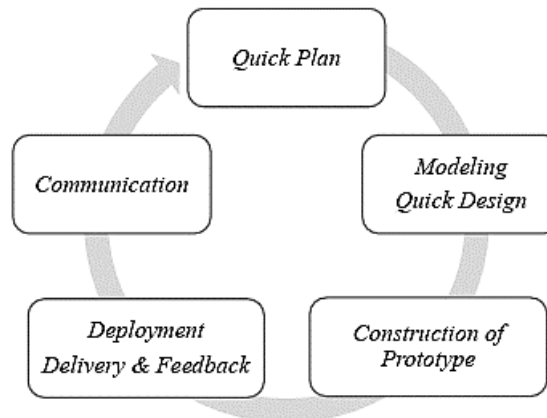 Quick Plan
Communication
Modeling
Quick Design
Deployment
Delivery & Feedback
Construction of
Prototype